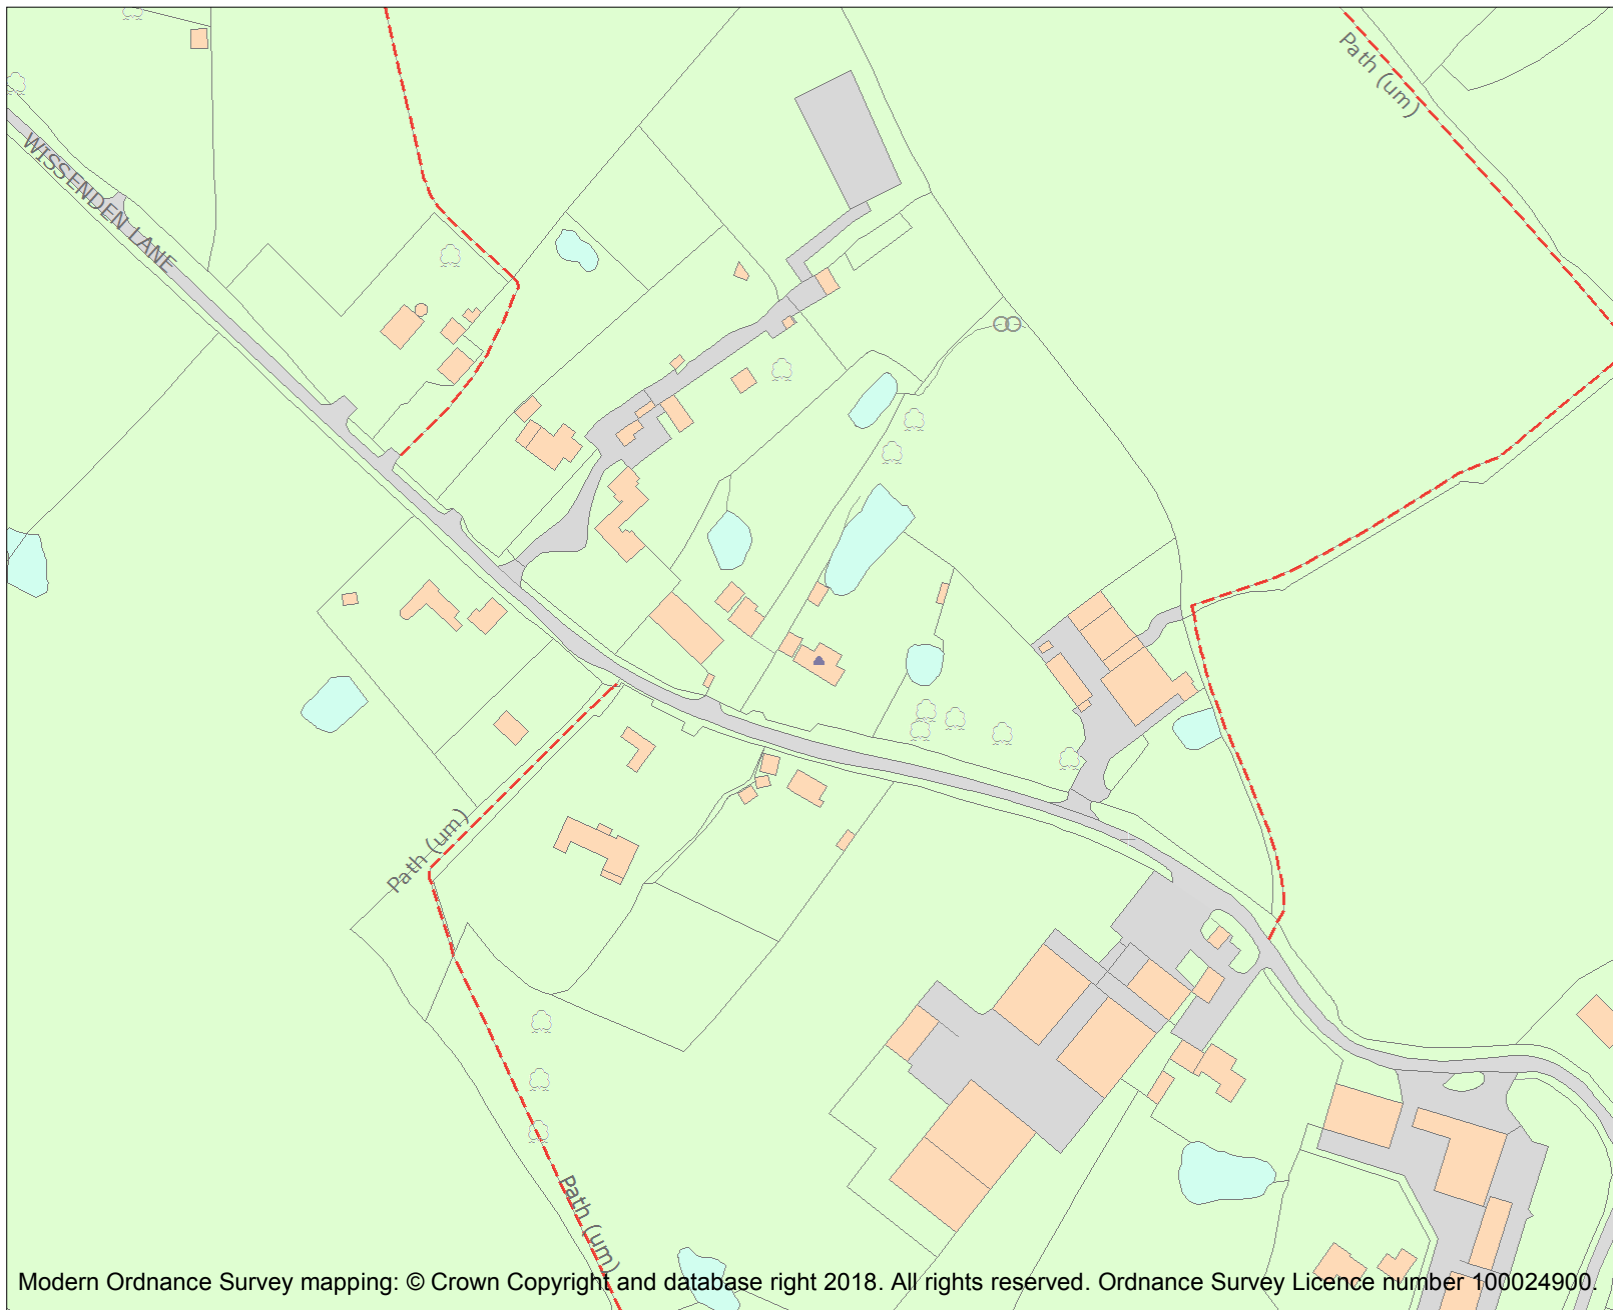 Path (um)
WISSENDEN LANE
Path (um)
Path (um)
Modern Ordnance Survey mapping: © Crown Copyright and database right 2018. All rights reserved. Ordnance Survey Licence number 100024900.